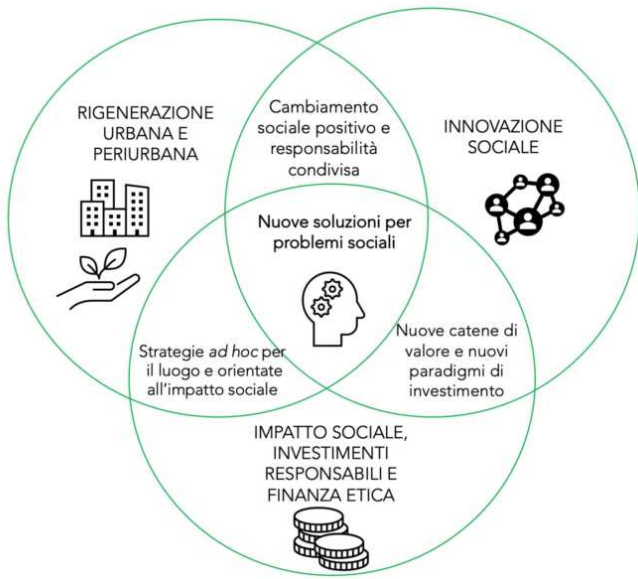 RIGENERAZIONE
URBANA E
PERIURBANA
Cambiamento
sociale positivo e
responsabilità
condivisa
INNOVAZIONE
SOCIALE
Nuove soluzioni per
problemi sociali
Strategie ad hoc per
il luogo e orientate
all'impatto sociale
Nuove catene di
valore e nuovi
paradigmi di
investimento
IMPATTO SOCIALE,
INVESTIMENTI
RESPONSABILI E
FINANZA ETICA